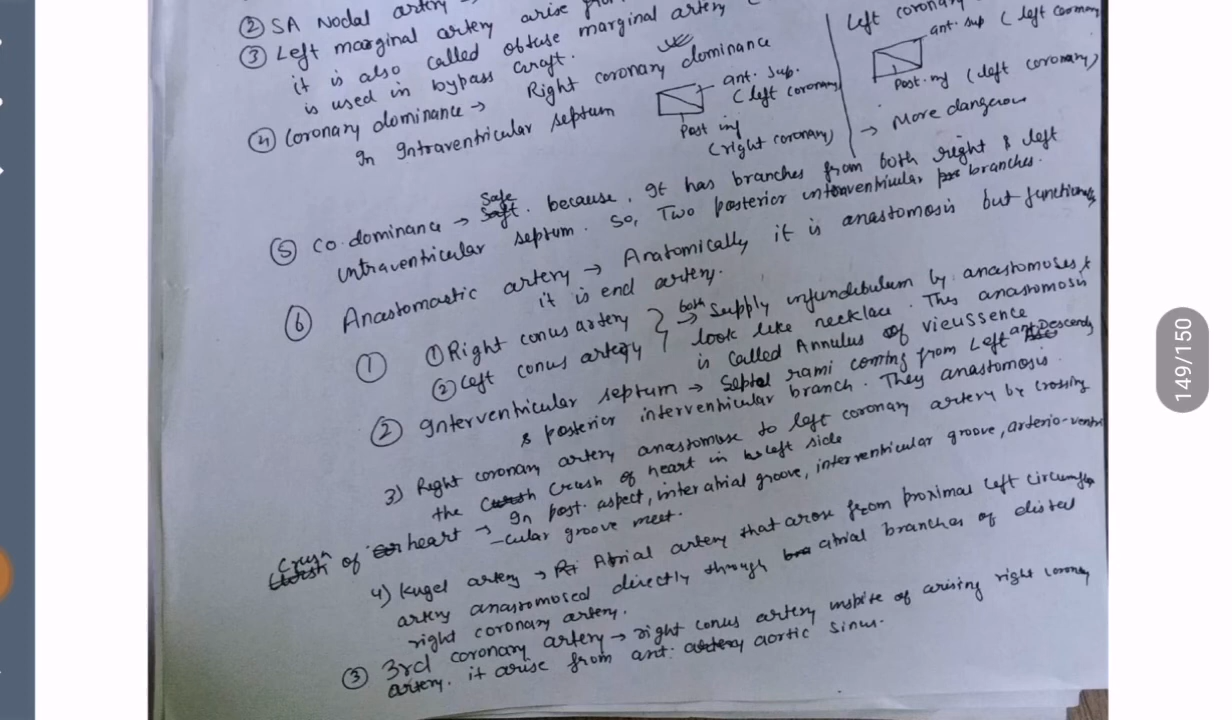 ② SA Nodal artery →
③ Left marginal artery arise
it is also called obtuse marginal artery
is used in bypass graft.
④ Coronary dominance → Right coronary dominance
In Intraventricular septum
ant. sup.
(left coronary)
Post inf
(right coronary)
Left coronary
ant. sup (left coronary
Post. inf (left coronary)
→ More dangerous
⑤ Co. dominance → Safe. because, It has branches from both right & left
intraventricular septum. So, Two posterior interventricular branches.
⑥ Anastomastic artery → Anatomically it is anastomosis but functionaly
it is end artery.
① ① Right conus artery
② Left conus artery
both → Supply infundibulum by anastomoses &
look like necklace. This anastomosis
is called Annulus of vieussence
② Interventricular septum → Septal rami coming from Left ant Descendg
& posterior interventricular branch. They anastomosis.
3) Right coronary artery anastomose to left coronary artery by crossing
the Crush of heart in left side
Crush of heart → In post. aspect, inter atrial groove, interventricular groove, arterio-ventri
-cular groove meet.
4) Kugel artery → Atrial artery that arose from proximal left circumflex
artery anastomosed directly through atrial branches of distal
right coronary artery.
③ 3rd coronary artery → right conus artery inspite of arising right coronary
artery. it arise from ant. aortic sinus.
149/150